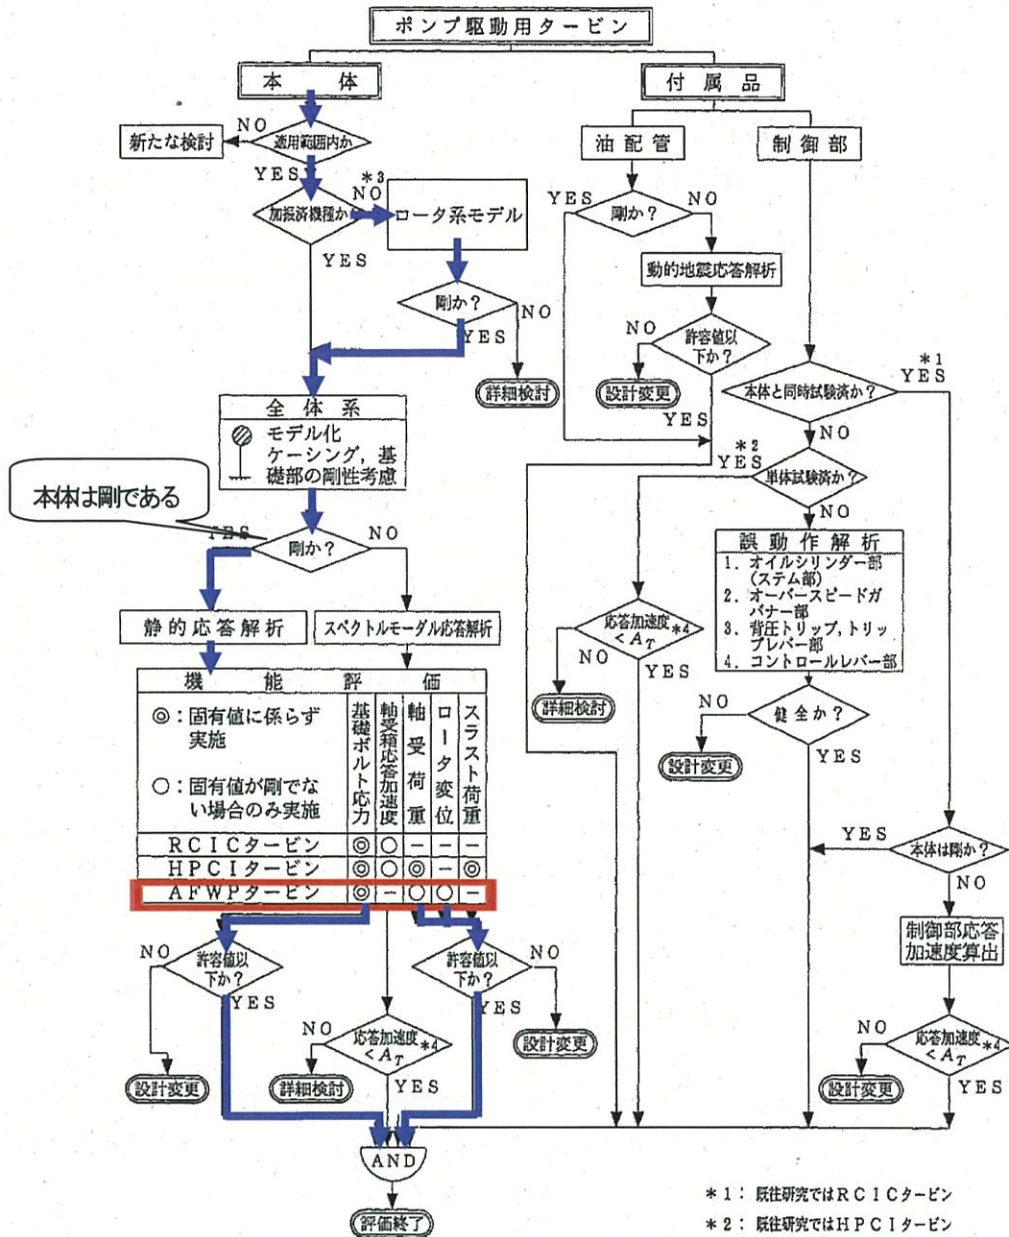 ポンプ駆動用タービン
本体
付属品
NO
適用範囲内か
新たな検討
油配管
制御部
YES
*3
NO
加振済機種か
ロータ系モデル
YES
YES
剛か?
NO
動的地震応答解析
剛か?
NO
YES
NO
許容値以
下か?
詳細検討
設計変更
YES
*1
YES
本体と同時試験済か?
NO
全体系
モデル化
ケーシング,基
礎部の剛性考慮
*2
YES
単体試験済か?
NO
本体は剛である
YES
剛か?
NO
誤動作解析
1. オイルシリンダー部
(ステム部)
2. オーバースピードガ
バナー部
3. 背圧トリップ,トリッ
プレバー部
4. コントロールレバー部
静的応答解析
スペクトルモーダル応答解析
応答加速度
<AT
*4
NO
YES
詳細検討
機能評価
◎:固有値に係らず
実施
○:固有値が剛でな
い場合のみ実施
基礎ボルト応力
軸受箱応答加速度
軸受荷重
ロータ変位
スラスト荷重
RCICタービン ◎ ○ - - -
HPCIタービン ◎ ○ ◎ - ◎
AFWPタービン ◎ - ○ ○ -
NO
健全か?
設計変更
YES
YES
本体は剛か?
NO
制御部応答
加速度算出
NO
許容値以
下か?
YES
設計変更
許容値以
下か?
NO
YES
設計変更
NO
応答加速度
<AT
*4
詳細検討
YES
NO
応答加速度
<AT
*4
設計変更
YES
AND
評価終了
*1: 既往研究ではRCICタービン
*2: 既往研究ではHPCIタービン